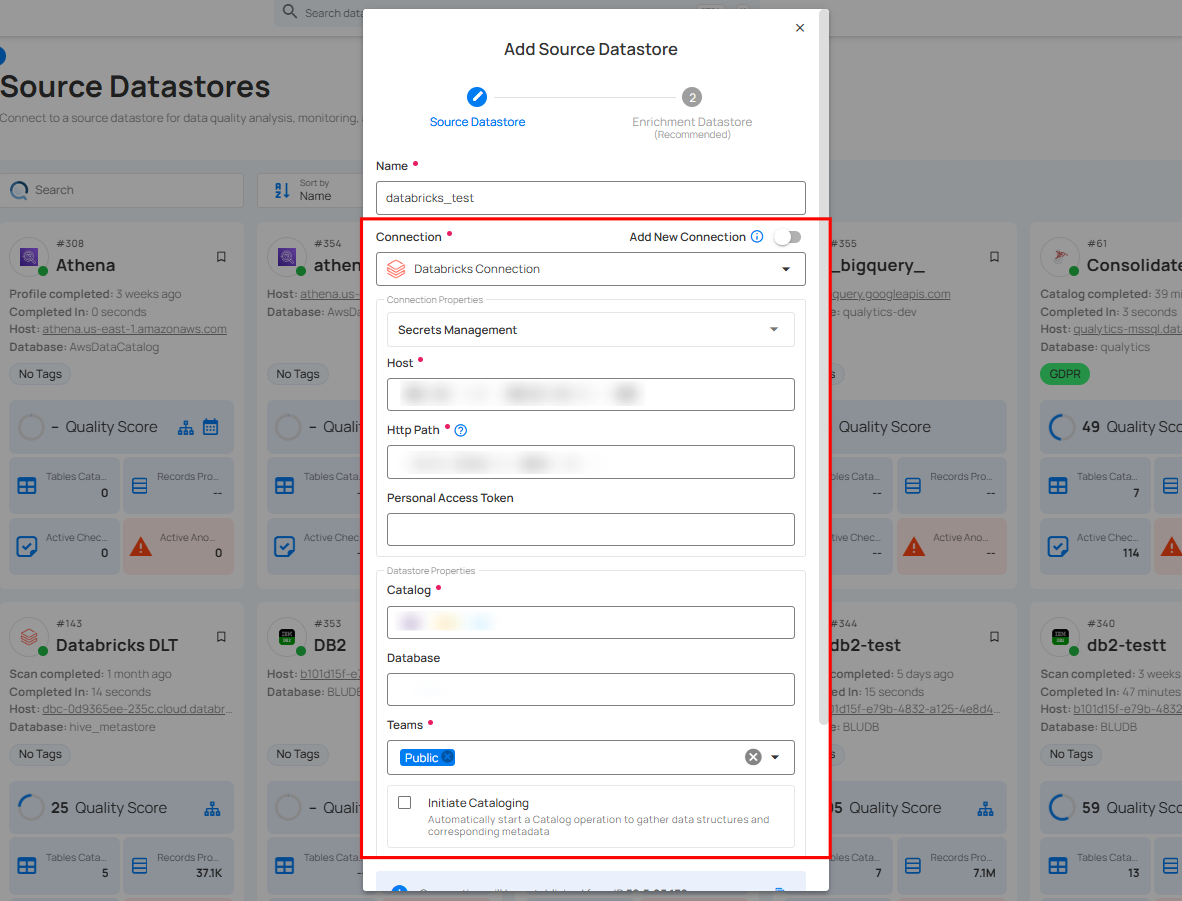 Search data
Add Source Datastore
2
Source Datastore
Enrichment Datastore
(Recommended)
Source Datastores
Connect to a source datastore for data quality analysis, monitoring,
Search
Sort by
Name
Name
databricks_test
Connection
Add New Connection
Databricks Connection
Connection Properties
Secrets Management
Host
Http Path
Personal Access Token
Datastore Properties
Catalog
Database
Teams
Public
Initiate Cataloging
Automatically start a Catalog operation to gather data structures and
corresponding metadata
#308
Athena
Profile completed: 3 weeks ago
Completed In: 0 seconds
Host: athena.us-east-1.amazonaws.com
Database: AwsDataCatalog
No Tags
– Quality Score
Tables Cata...
0
Records Pro...
--
Active Chec...
0
Active Ano...
0
#354
athen
Host: athena.us-
Database: AwsDa
No Tags
– Quali
Tables Cata
Active Chec
#355
_bigquery_
query.googleapis.com
e: qualytics-dev
Quality Score
bles Cata...
--
Records Pro...
--
tive Chec...
--
Active Ano...
--
#61
Consolidate
Catalog completed: 39 mi
Completed In: 3 seconds
Host: qualytics-mssql.data
Database: qualytics
GDPR
49 Quality Sco
Tables Cata...
7
Active Chec...
114
#143
Databricks DLT
Scan completed: 1 month ago
Completed In: 14 seconds
Host: dbc-0d9365ee-235c.cloud.databr...
Database: hive_metastore
No Tags
25 Quality Score
Tables Cata...
5
Records Pro...
37.1K
#353
DB2
Host: b101d15f-e7
Database: BLUDB
No Tags
– Quali
Tables Cata
#344
db2-test
completed: 5 days ago
d In: 15 seconds
01d15f-e79b-4832-a125-4e8d4...
e: BLUDB
95 Quality Score
bles Cata...
7
Records Pro...
7.1M
#340
db2-testt
Scan completed: 3 weeks
Completed In: 47 minutes
Host: b101d15f-e79b-4832
Database: BLUDB
No Tags
59 Quality Sco
Tables Cata...
13